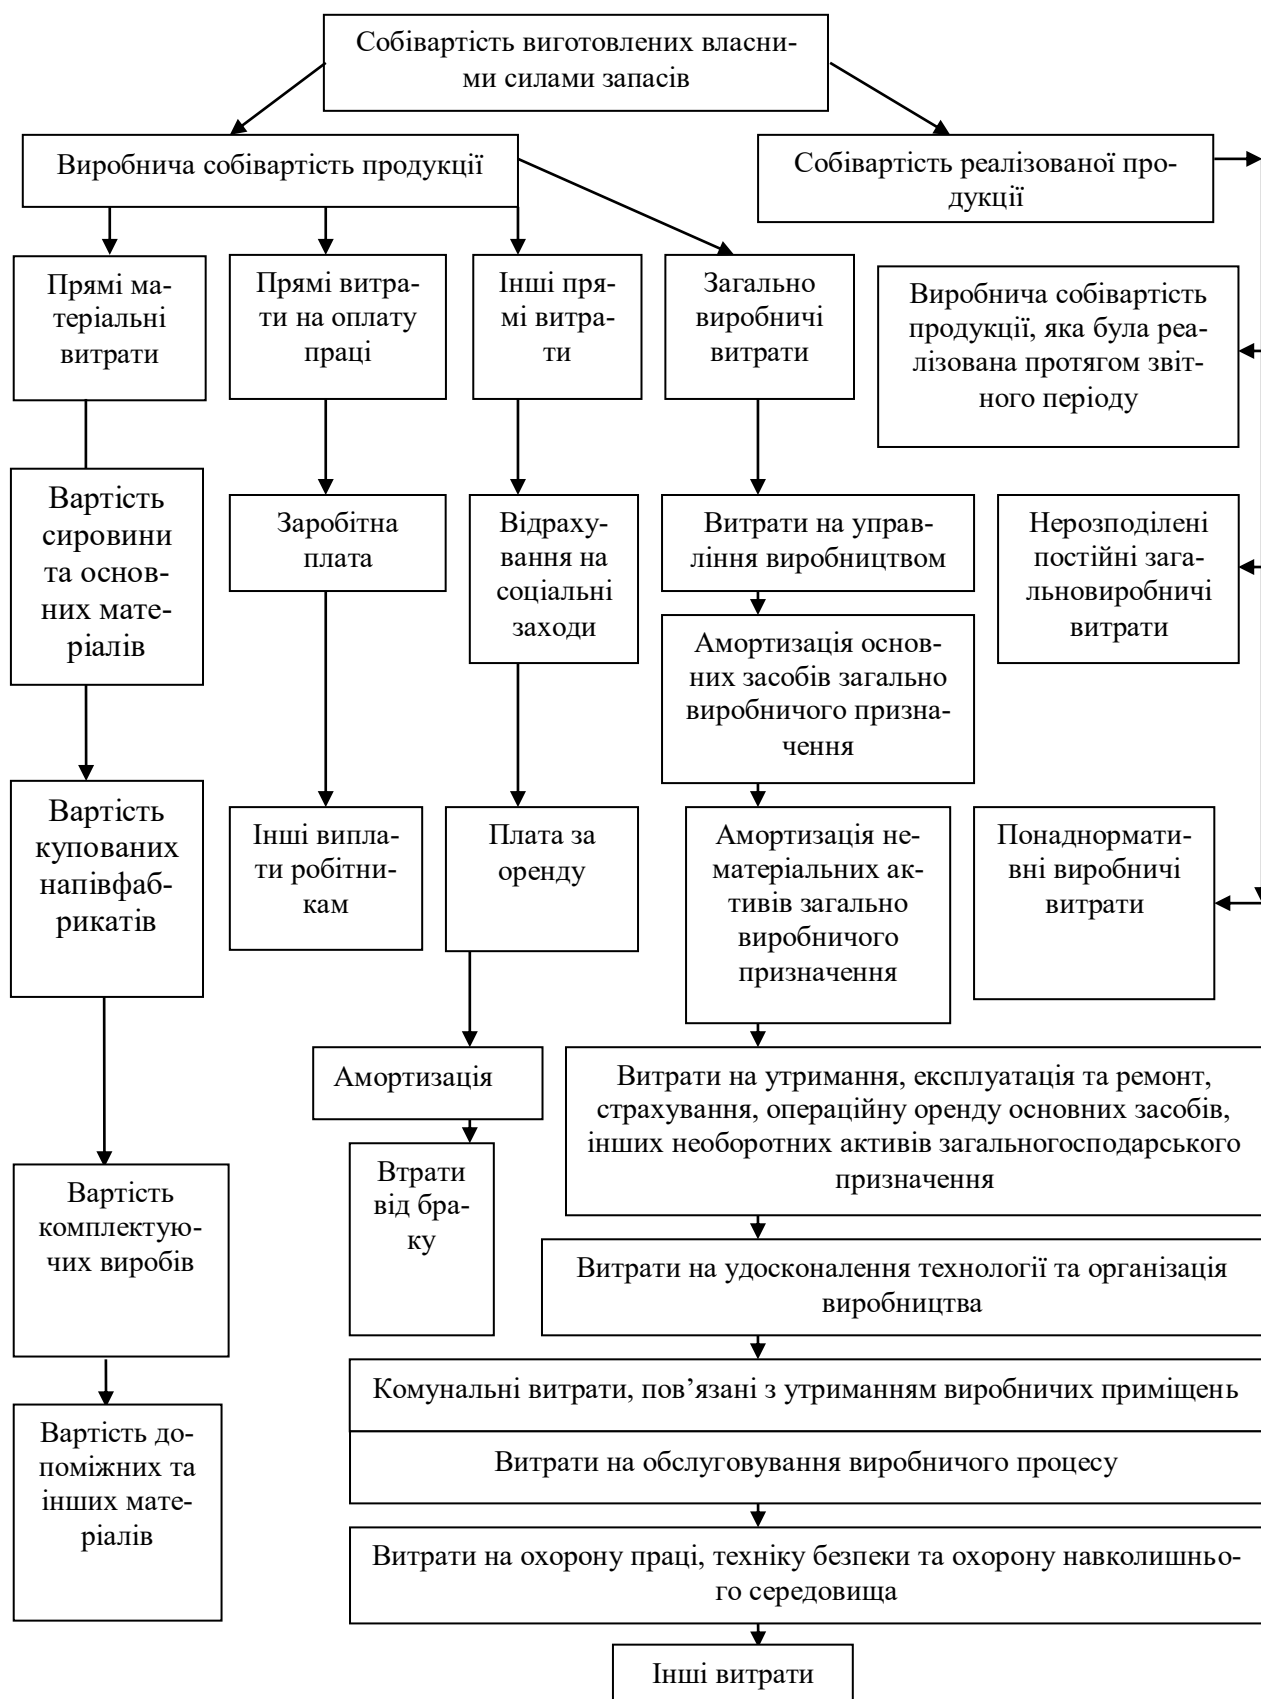 Собівартість виготовлених власни-
ми силами запасів
Виробнича собівартість продукції
Собівартість реалізованої про-
дукції
Прямі ма-
теріальні
витрати
Прямі витра-
ти на оплату
праці
Інші пря-
мі витра-
ти
Загально
виробничі
витрати
Виробнича собівартість
продукції, яка була реа-
лізована протягом звіт-
ного періоду
Вартість
сировини
та основ-
них мате-
ріалів
Заробітна
плата
Відраху-
вання на
соціальні
заходи
Витрати на управ-
ління виробництвом
Нерозподілені
постійні зага-
льновиробничі
витрати
Амортизація основ-
них засобів загально
виробничого призна-
чення
Вартість
купованих
напівфаб-
рикатів
Інші випла-
ти робітни-
кам
Плата за
оренду
Амортизація не-
матеріальних ак-
тивів загально
виробничого
призначення
Понаднормати-
вні виробничі
витрати
Амортизація
Витрати на утримання, експлуатація та ремонт,
страхування, операційну оренду основних засобів,
інших необоротних активів загальногосподарського
призначення
Втрати
від бра-
ку
Вартість
комплектую-
чих виробів
Витрати на удосконалення технології та організація
виробництва
Комунальні витрати, пов’язані з утриманням виробничих приміщень
Вартість до-
поміжних та
інших мате-
ріалів
Витрати на обслуговування виробничого процесу
Витрати на охорону праці, техніку безпеки та охорону навколишньо-
го середовища
Інші витрати